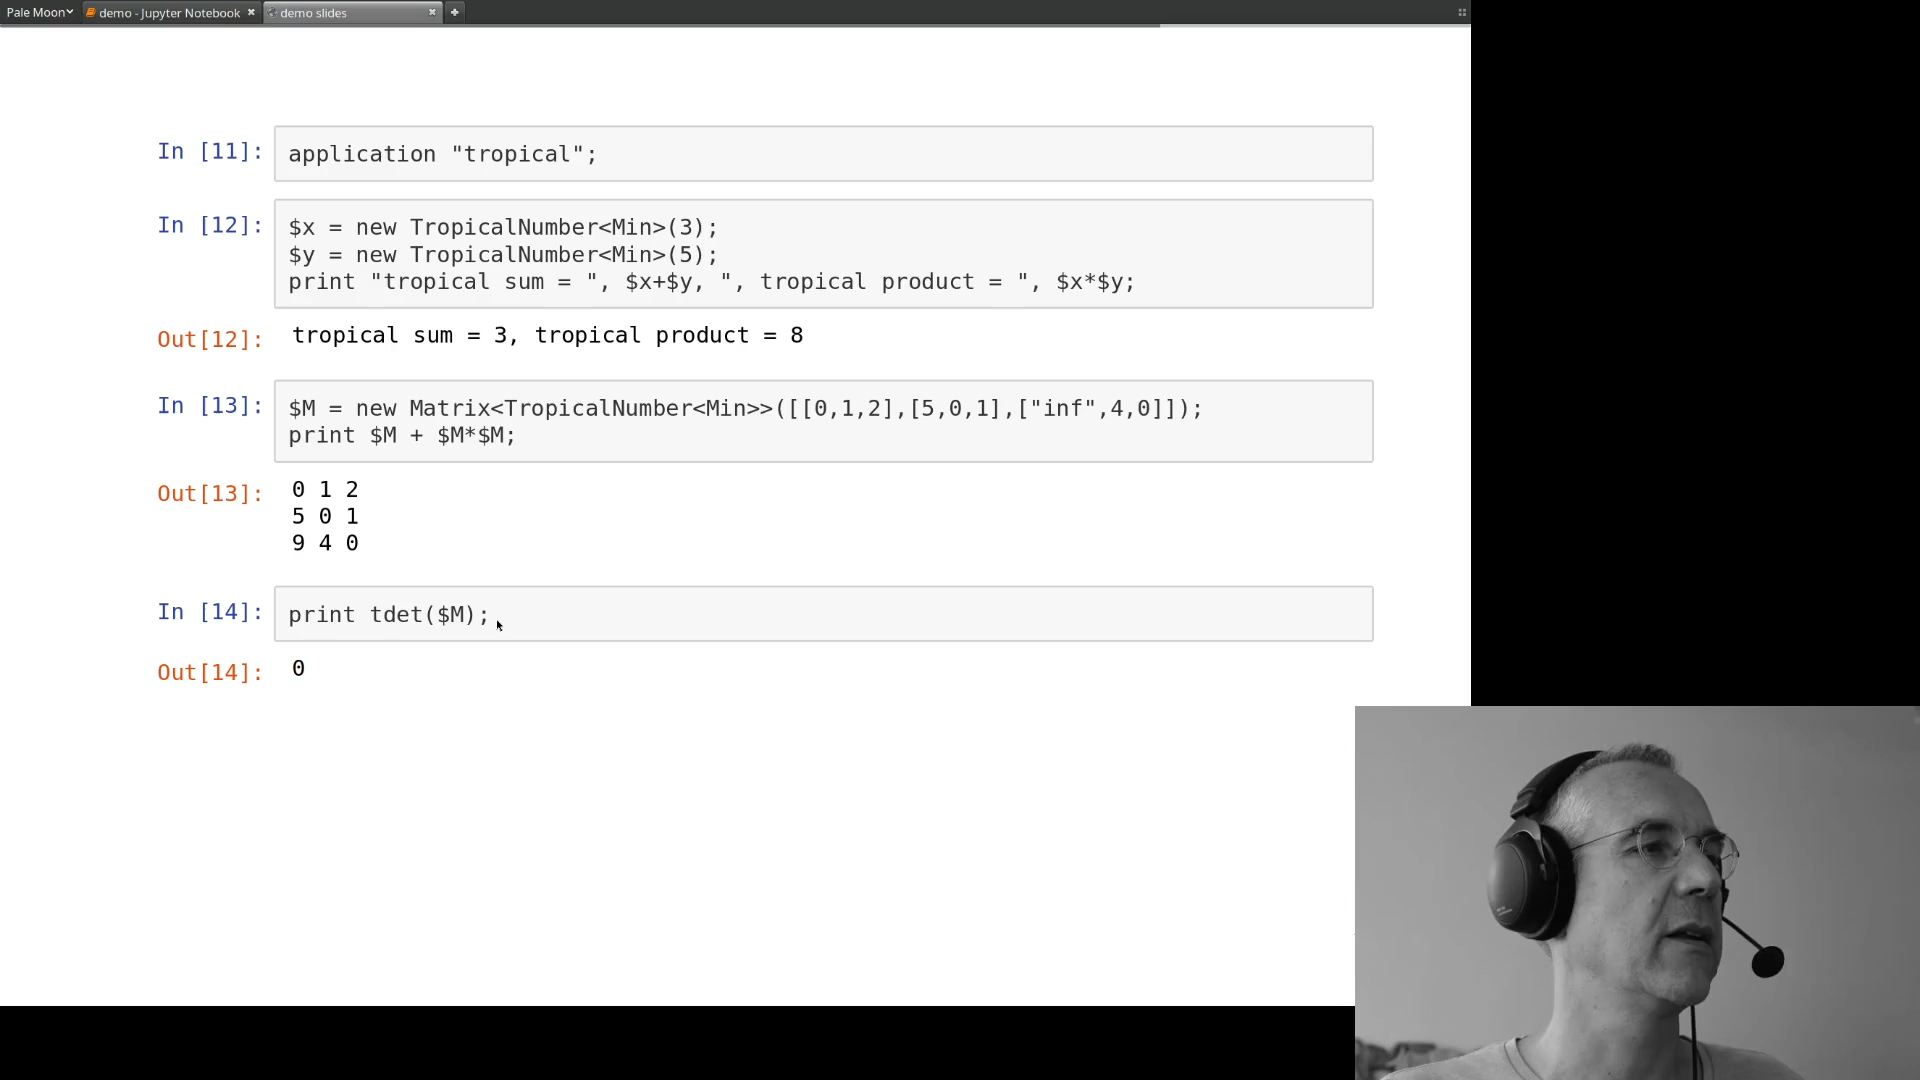 Pale Moon
demo - Jupyter Notebook
demo slides
In [11]:
application "tropical";
In [12]:
$x = new TropicalNumber<Min>(3);
$y = new TropicalNumber<Min>(5);
print "tropical sum = ", $x+$y, ", tropical product = ", $x*$y;
Out[12]:
tropical sum = 3, tropical product = 8
In [13]:
$M = new Matrix<TropicalNumber<Min>>([[0,1,2],[5,0,1],["inf",4,0]]);
print $M + $M*$M;
Out[13]:
0 1 2
5 0 1
9 4 0
In [14]:
print tdet($M);
Out[14]:
0